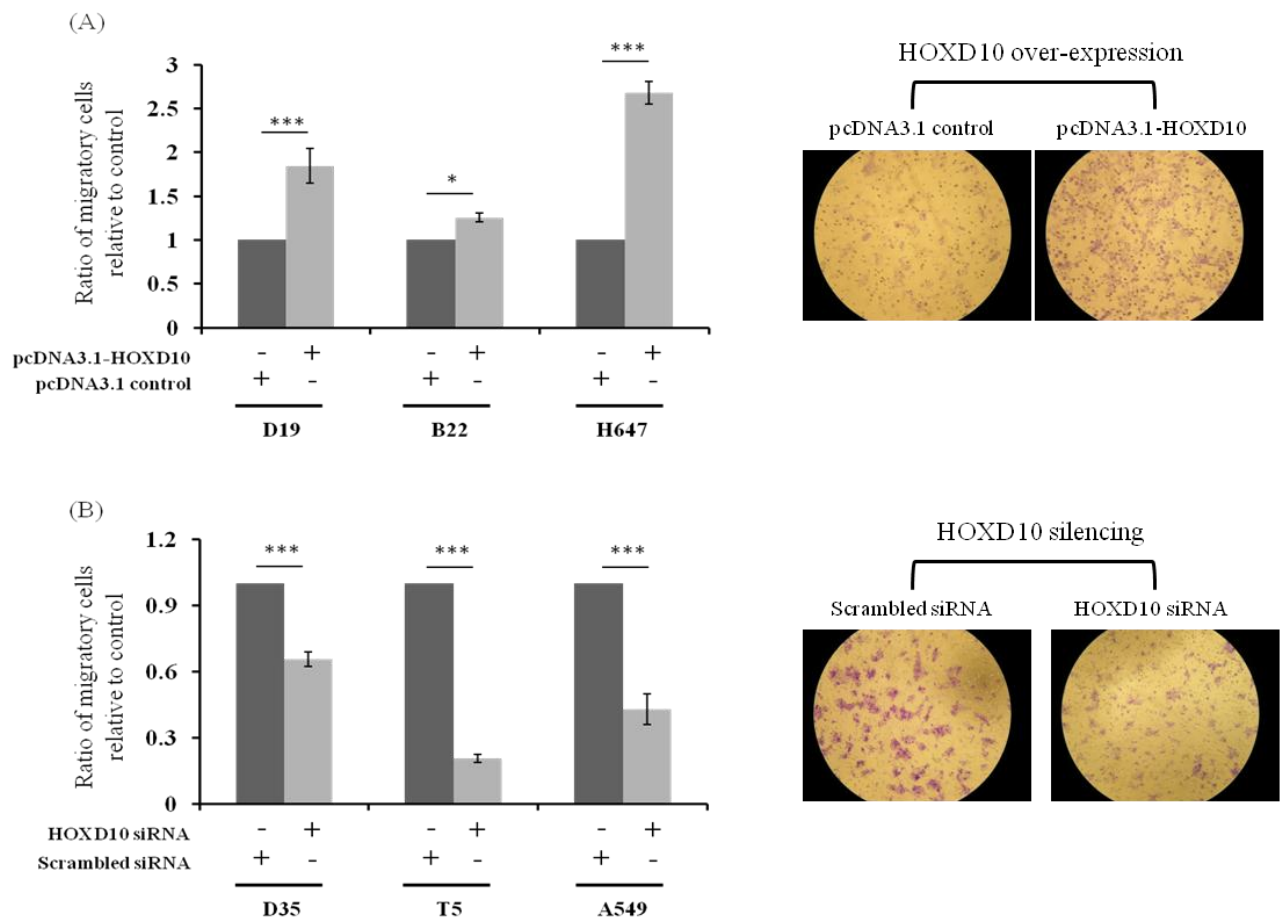 (A)
Ratio of migratory cells
relative to control
3
2.5
2
1.5
1
0.5
0
***
*
***
pcDNA3.1-HOXD10 - + - + - +
pcDNA3.1 control + - + - + -
D19 B22 H647
HOXD10 over-expression
pcDNA3.1 control pcDNA3.1-HOXD10
(B)
Ratio of migratory cells
relative to control
1.2
0.9
0.6
0.3
0
*** *** ***
HOXD10 siRNA - + - + - +
Scrambled siRNA + - + - + -
D35 T5 A549
HOXD10 silencing
Scrambled siRNA HOXD10 siRNA